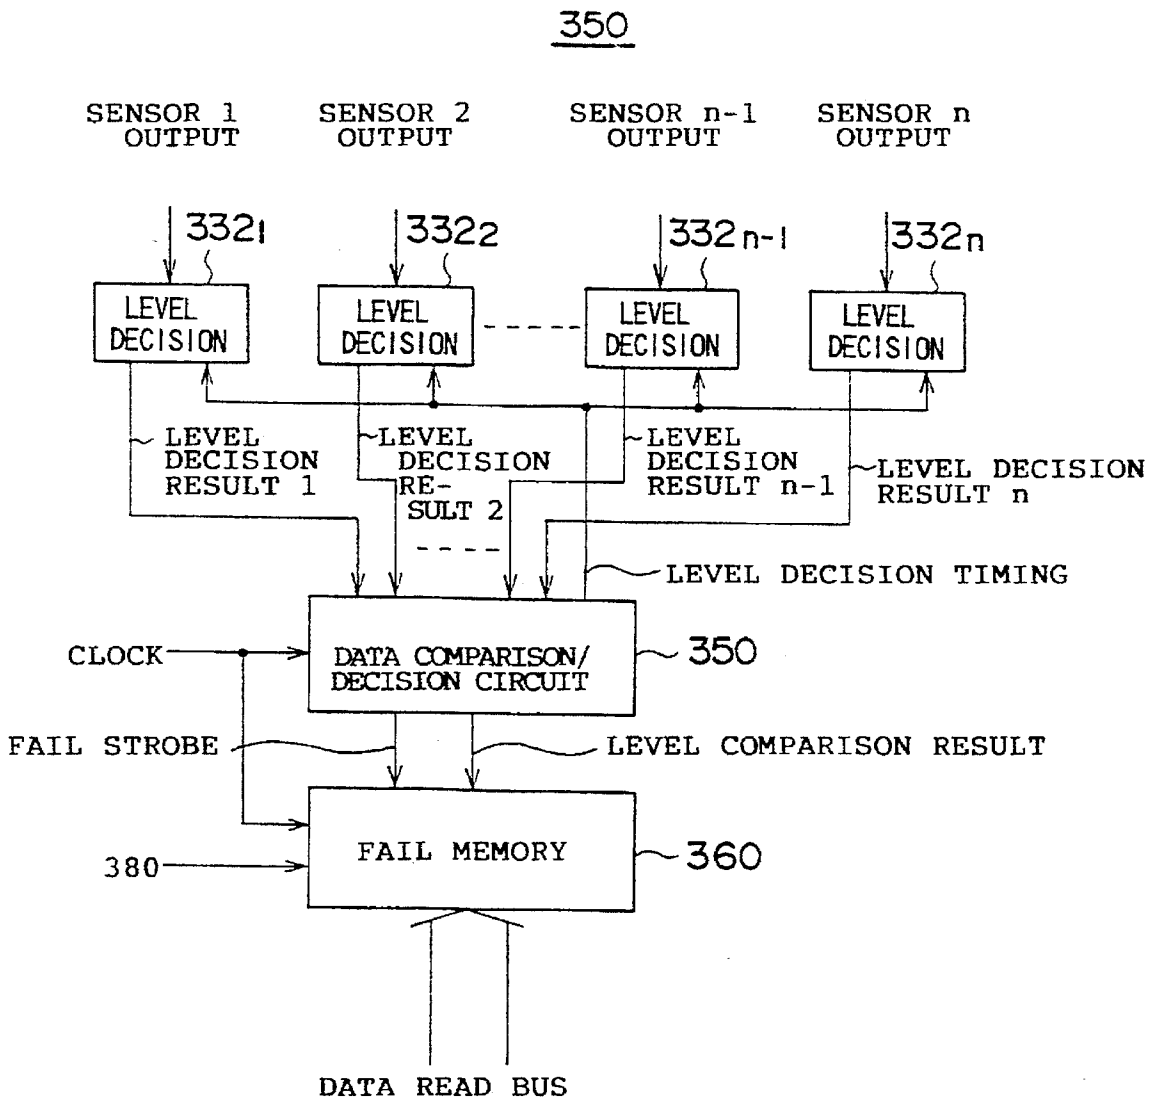 350
SENSOR 1
OUTPUT
SENSOR 2
OUTPUT
SENSOR n-1
OUTPUT
SENSOR n
OUTPUT
3321
3322
332n-1
332n
LEVEL
DECISION
LEVEL
DECISION
LEVEL
DECISION
LEVEL
DECISION
LEVEL
DECISION
RESULT 1
LEVEL
DECISION
RE-
SULT 2
LEVEL
DECISION
RESULT n-1
LEVEL DECISION
RESULT n
LEVEL DECISION TIMING
CLOCK
DATA COMPARISON/
DECISION CIRCUIT
350
FAIL STROBE
LEVEL COMPARISON RESULT
380
FAIL MEMORY
360
DATA READ BUS